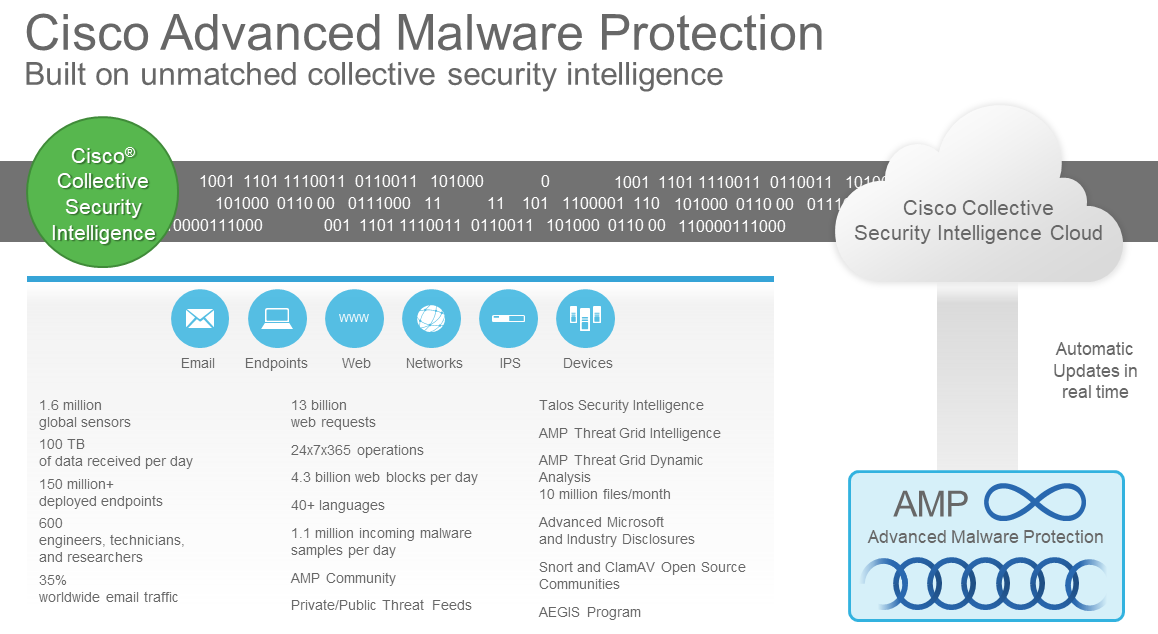 Cisco Advanced Malware Protection
Built on unmatched collective security intelligence
Cisco®
Collective
Security
Intelligence
1001 1101 1110011 0110011 101000 0 1001 1101 1110011 0110011
101000 0110 00 0111000 11 11 101 1100001 110 101000 0110 00
0000111000 001 1101 1110011 0110011 101000 0110 00 110000111000
Cisco Collective
Security Intelligence Cloud
www
Email Endpoints Web Networks IPS Devices
1.6 million
global sensors
100 TB
of data received per day
150 million+
deployed endpoints
600
engineers, technicians,
and researchers
35%
worldwide email traffic
13 billion
web requests
24x7x365 operations
4.3 billion web blocks per day
40+ languages
1.1 million incoming malware
samples per day
AMP Community
Private/Public Threat Feeds
Talos Security Intelligence
AMP Threat Grid Intelligence
AMP Threat Grid Dynamic
Analysis
10 million files/month
Advanced Microsoft
and Industry Disclosures
Snort and ClamAV Open Source
Communities
AEGIS Program
Automatic
Updates in
real time
AMP
Advanced Malware Protection